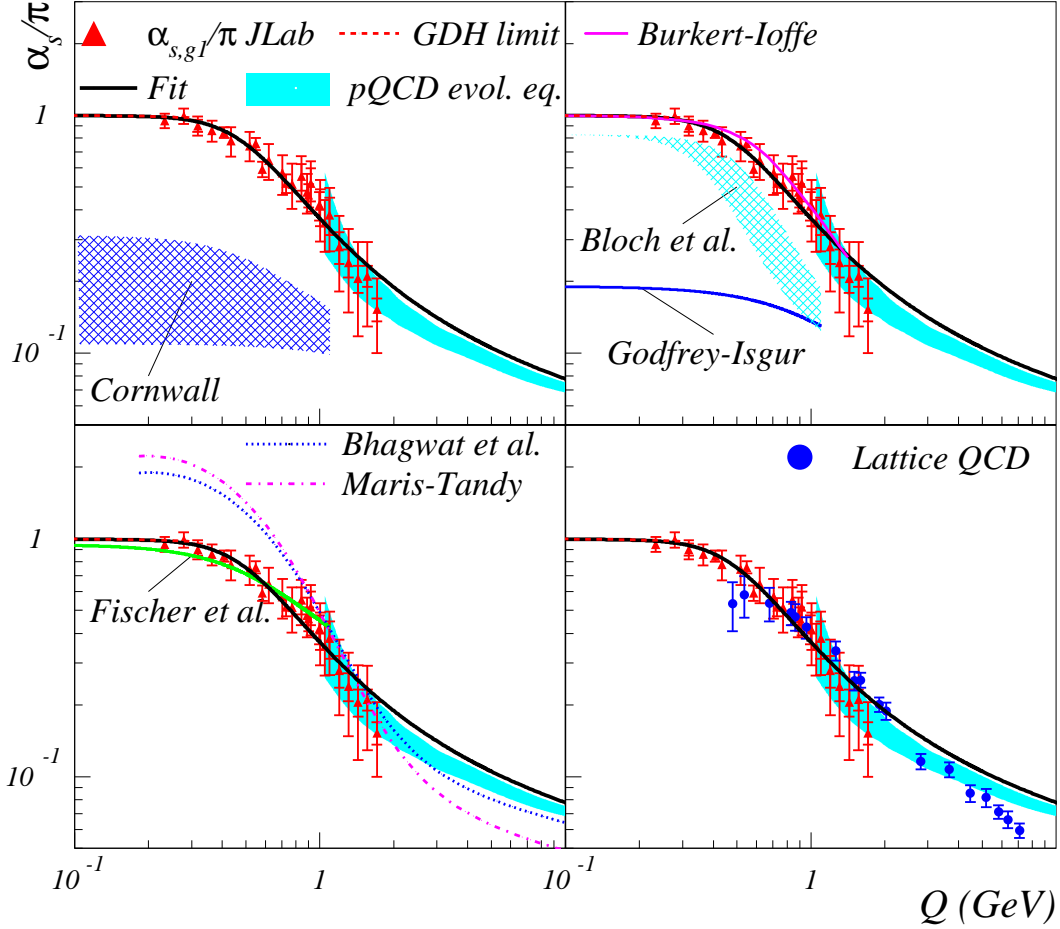 α_s/π
α_{s,g1}/π JLab
GDH limit
Burkert-Ioffe
Fit
pQCD evol. eq.
1
10⁻¹
Cornwall
Bloch et al.
Godfrey-Isgur
Bhagwat et al.
Maris-Tandy
Lattice QCD
1
10⁻¹
Fischer et al.
10⁻¹
1
10⁻¹
1
10
Q (GeV)